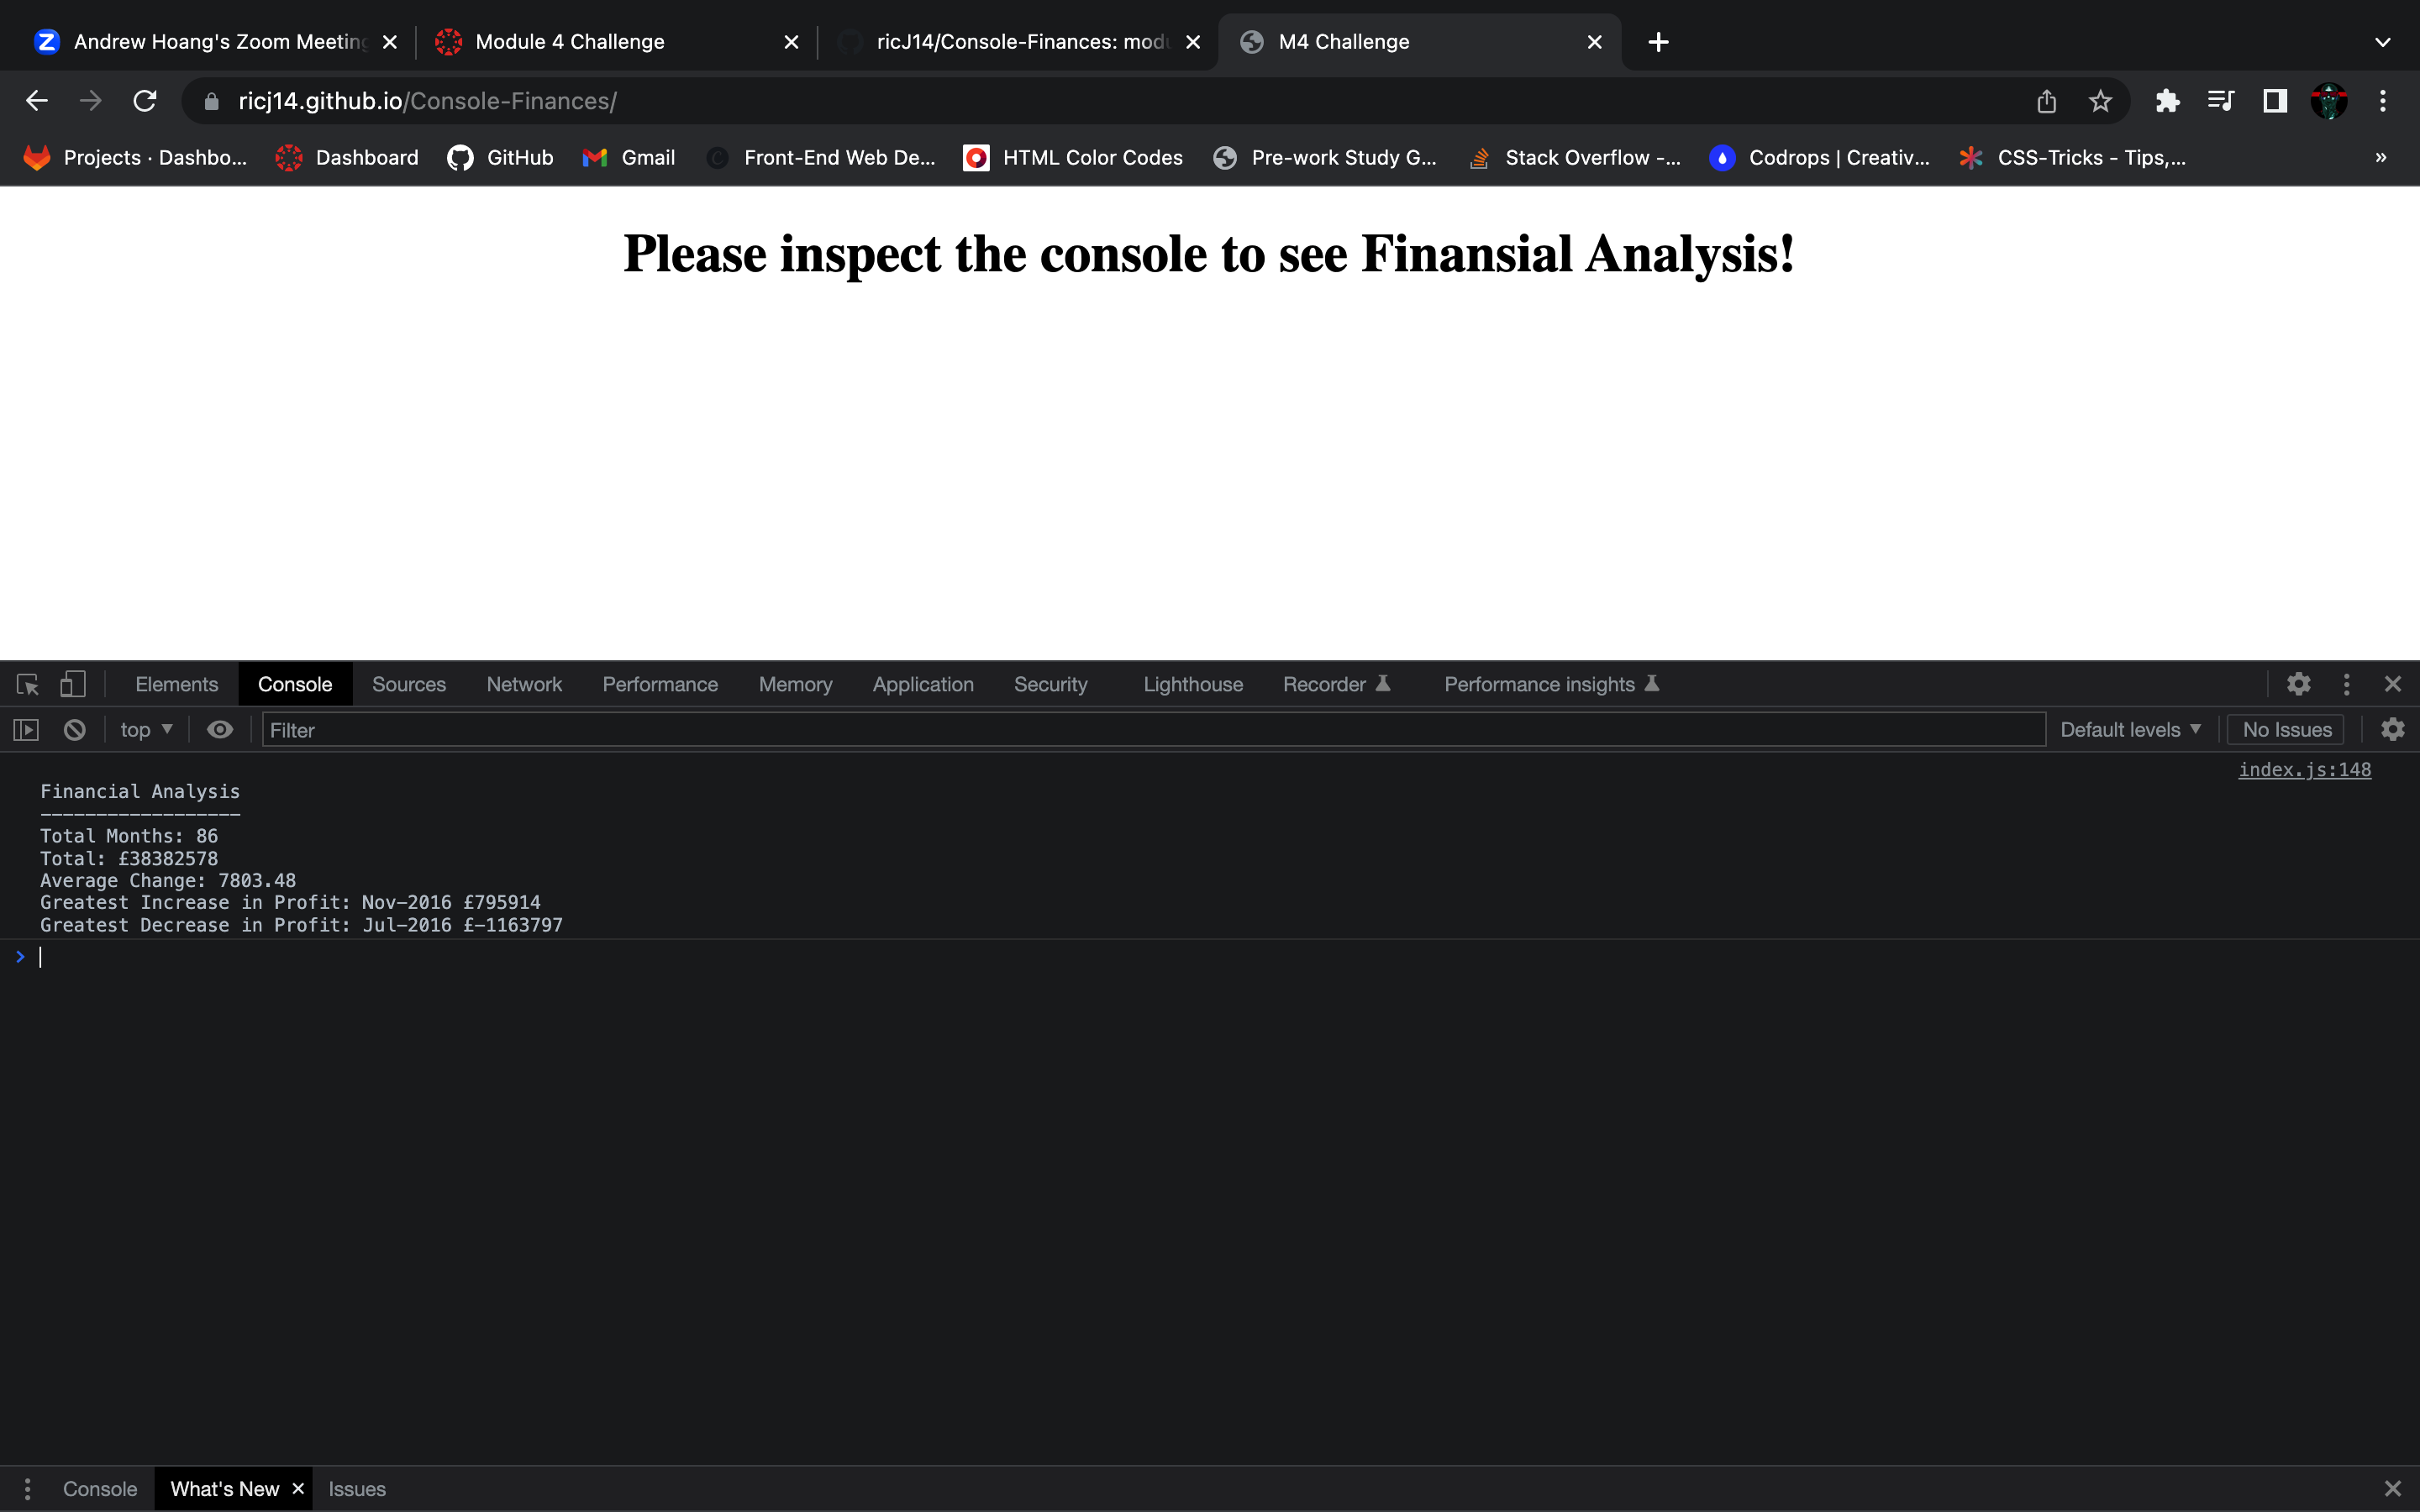 Andrew Hoang's Zoom Meeting
Module 4 Challenge
ricJ14/Console-Finances: modu
M4 Challenge
ricj14.github.io/Console-Finances/
Projects · Dashbo...
Dashboard
GitHub
Gmail
Front-End Web De...
HTML Color Codes
Pre-work Study G...
Stack Overflow -...
Codrops | Creativ...
CSS-Tricks - Tips,...
»
Please inspect the console to see Finansial Analysis!
Elements
Console
Sources
Network
Performance
Memory
Application
Security
Lighthouse
Recorder
Performance insights
top
Filter
Default levels
No Issues
index.js:148
Financial Analysis
------------------
Total Months: 86
Total: £38382578
Average Change: 7803.48
Greatest Increase in Profit: Nov-2016 £795914
Greatest Decrease in Profit: Jul-2016 £-1163797
>
Console
What's New
Issues